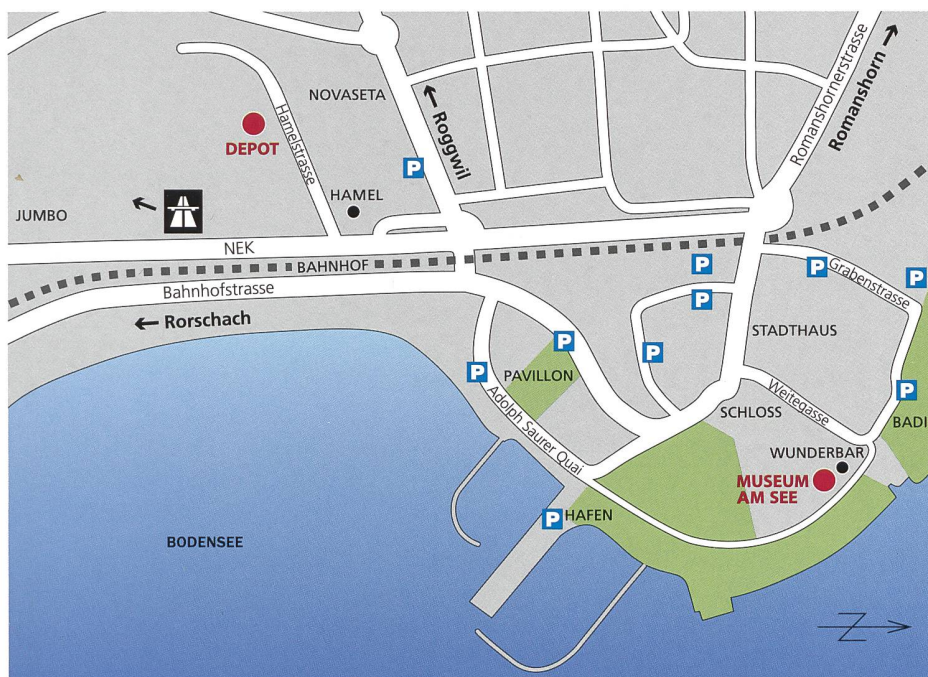 NOVASETA
Hamelstrasse
DEPOT
Roggwil
Romanshornerstrasse
Romanshorn
P
HAMEL
JUMBO
NEK
BAHNHOF
P
P
Grabenstrasse
P
Bahnhofstrasse
P
Rorschach
STADTHAUS
P
P
P
PAVILLON
Adolph Saurer Quai
Weitegasse
P
SCHLOSS
BADI
WUNDERBAR
MUSEUM
AM SEE
P
HAFEN
BODENSEE
N